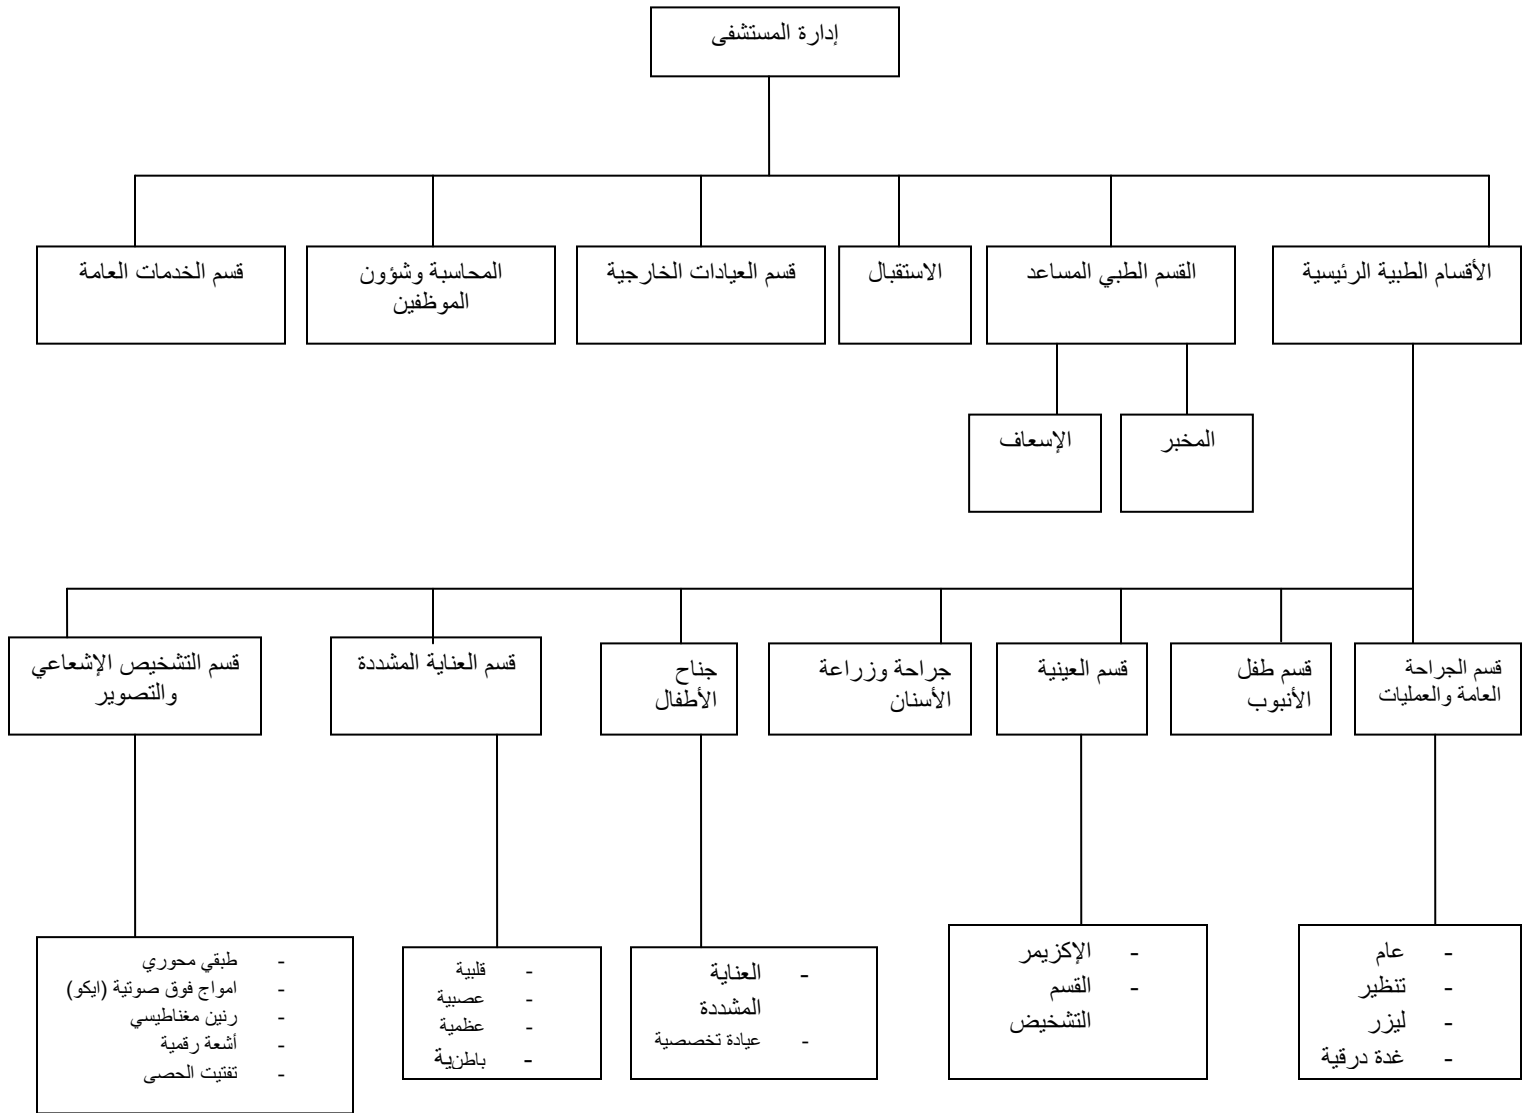 إدارة المستشفى
الأقسام الطبية الرئيسية
القسم الطبي المساعد
الاستقبال
قسم العيادات الخارجية
المحاسبة وشؤون
الموظفين
قسم الخدمات العامة
المخبر
الإسعاف
قسم الجراحة
العامة والعمليات
قسم طفل
الأنبوب
قسم العينية
جراحة وزراعة
الأسنان
جناح
الأطفال
قسم العناية المشددة
قسم التشخيص الإشعاعي
والتصوير
- عام
- تنظير
- ليزر
- غدة درقية
- الإكزيمر
- القسم
التشخيض
- العناية
المشددة
- عيادة تخصصية
- قلبية
- عصبية
- عظمية
- باطنية
- طبقي محوري
- امواج فوق صوتية (ايكو)
- رنين مغناطيسي
- أشعة رقمية
- تفتيت الحصى